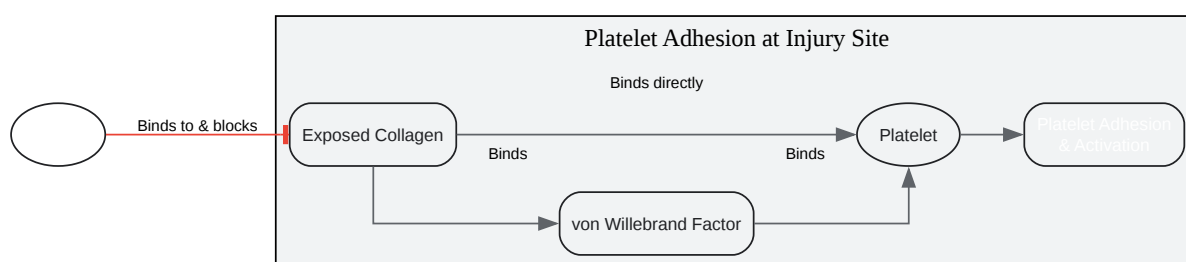 Platelet Adhesion at Injury Site
Binds directly
Binds to & blocks
Exposed Collagen
Platelet
Platelet Adhesion
& Activation
Binds
Binds
von Willebrand Factor